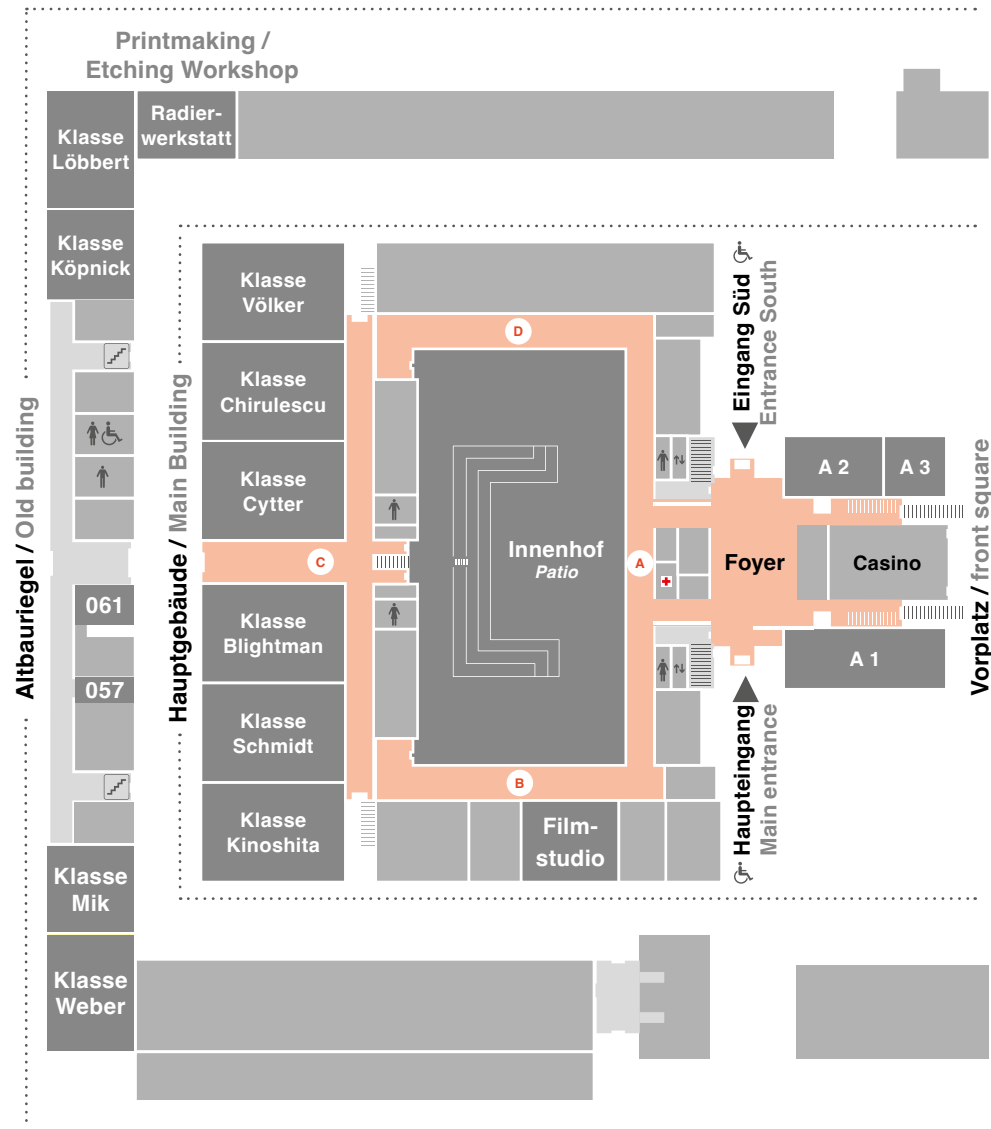 Printmaking /
Etching Workshop
Klasse
Löbbert
Radier-
werkstatt
Klasse
Köpnick
Klasse
Völker
Klasse
Chirulescu
Klasse
Cytter
Klasse
Blightman
Klasse
Schmidt
Klasse
Kinoshita
D
C
A
B
Innenhof
Patio
Foyer
Casino
A 2
A 3
A 1
Eingang Süd
Entrance South
Haupteingang
Main entrance
Vorplatz / front square
Hauptgebäude / Main Building
Altbauriegel / Old building
061
057
Film-
studio
Klasse
Mik
Klasse
Weber